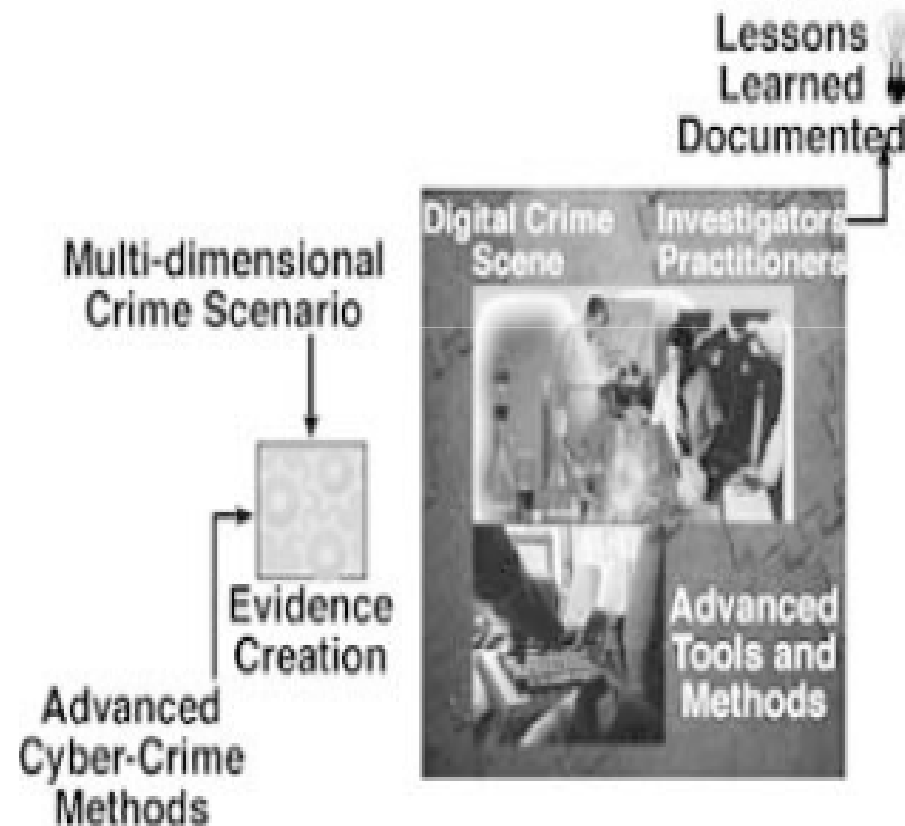 Lessons
Learned
Documented
Digital Crime
Scene
Investigators
Practitioners
Multi-dimensional
Crime Scenario
Evidence
Creation
Advanced
Tools and
Methods
Advanced
Cyber-Crime
Methods